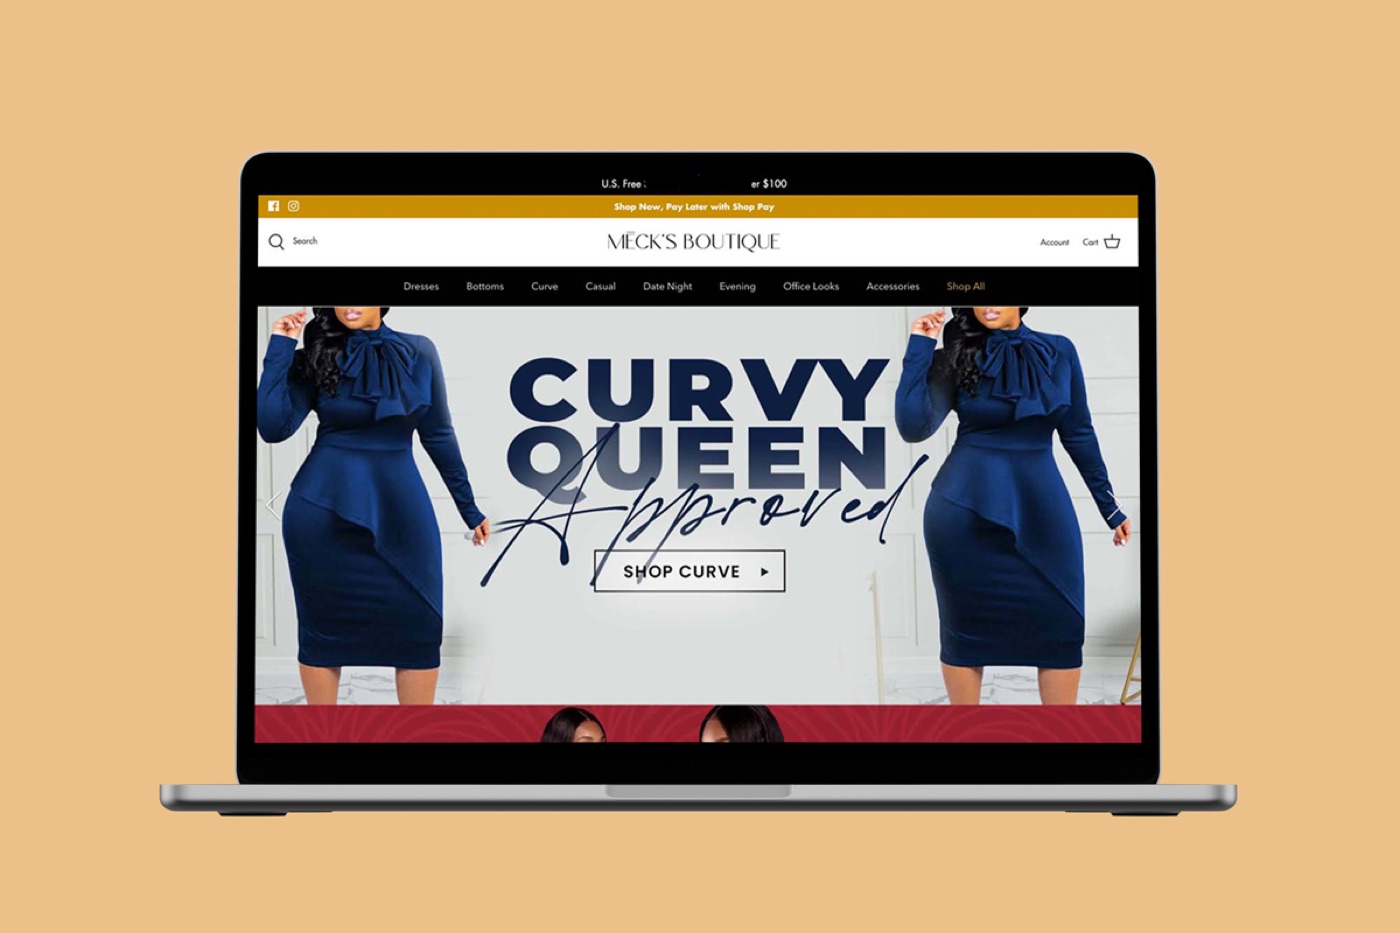 U.S. Free
er $100
Shop Now, Pay Later with Shop Pay
Search
MĒCK'S BOUTIQUE
Account Cart
Dresses Bottoms Curve Casual Date Night Evening Office Looks Accessories Shop All
CURVY
QUEEN
Approved
SHOP CURVE